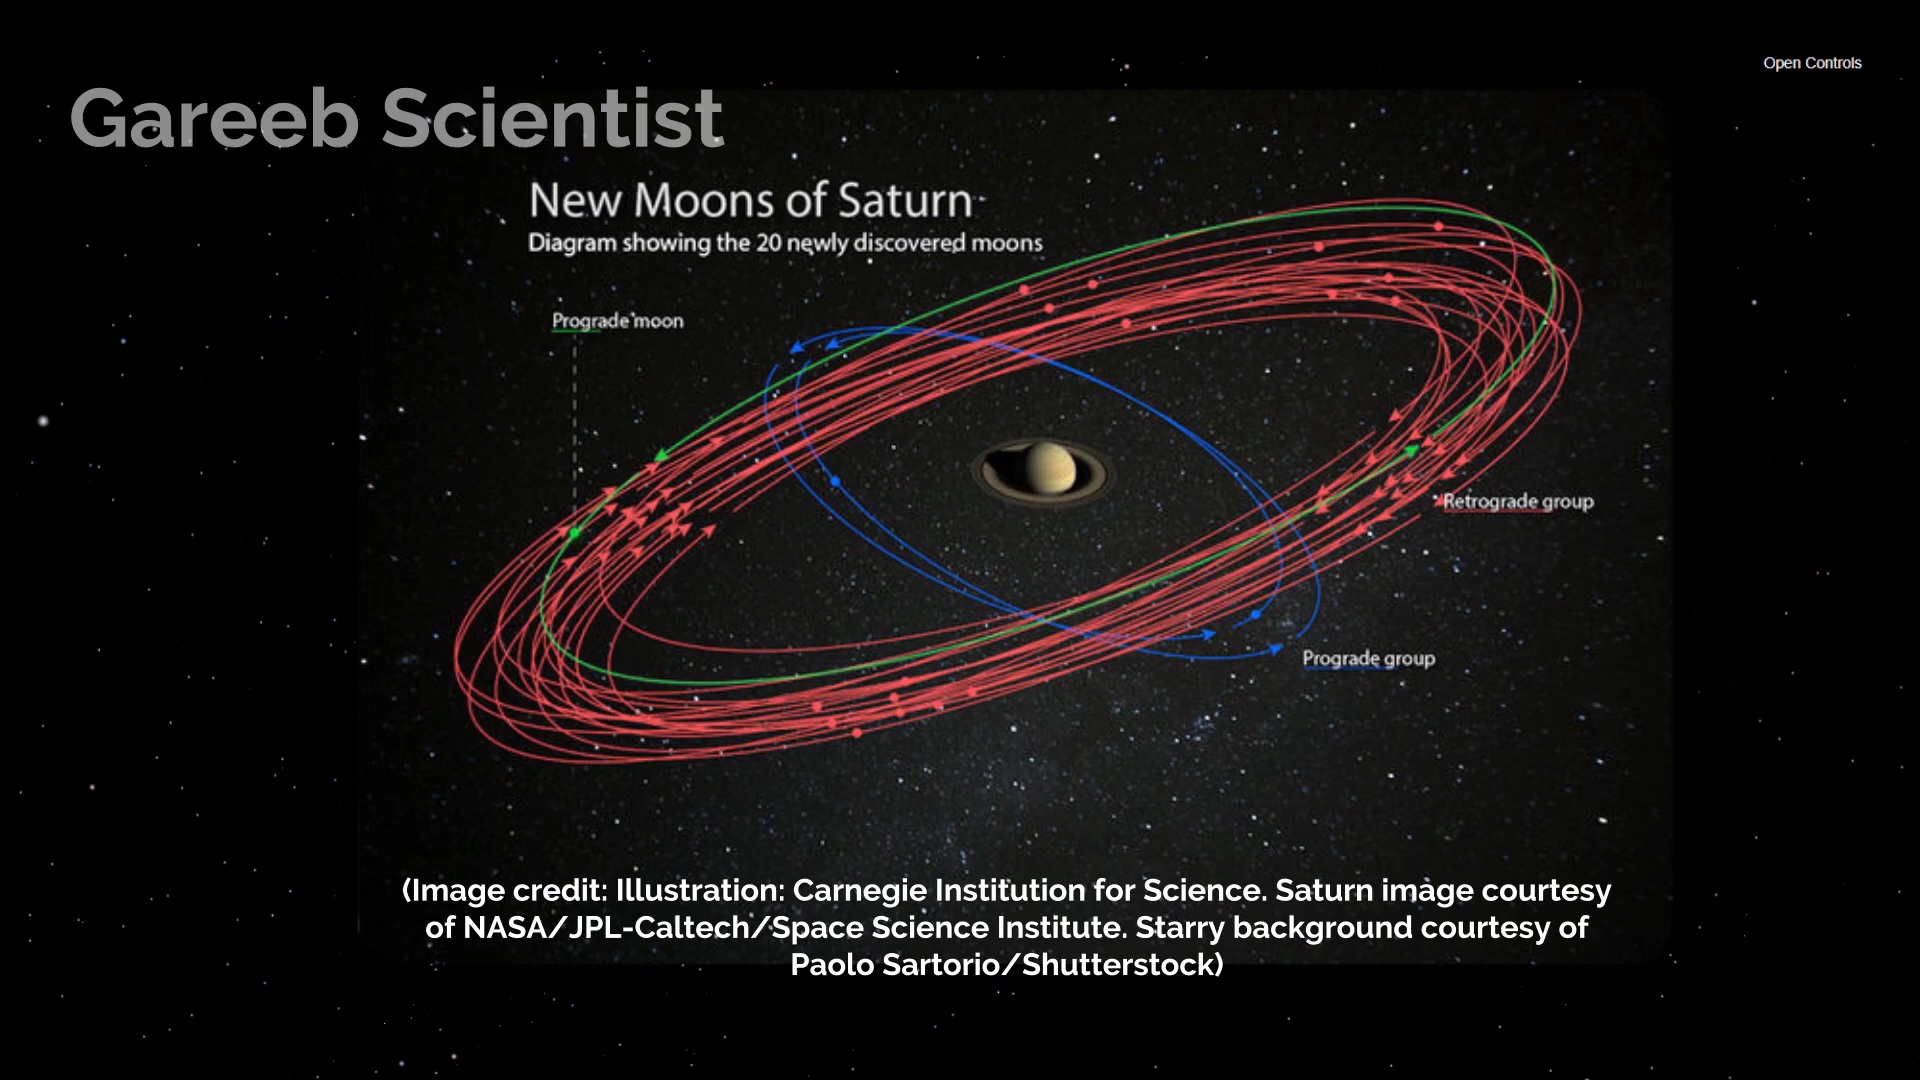 Open Controls
Gareeb Scientist
New Moons of Saturn
Diagram showing the 20 newly discovered moons
Prograde moon
Retrograde group
Prograde group
(Image credit: Illustration: Carnegie Institution for Science. Saturn image courtesy
of NASA/JPL-Caltech/Space Science Institute. Starry background courtesy of
Paolo Sartorio/Shutterstock)